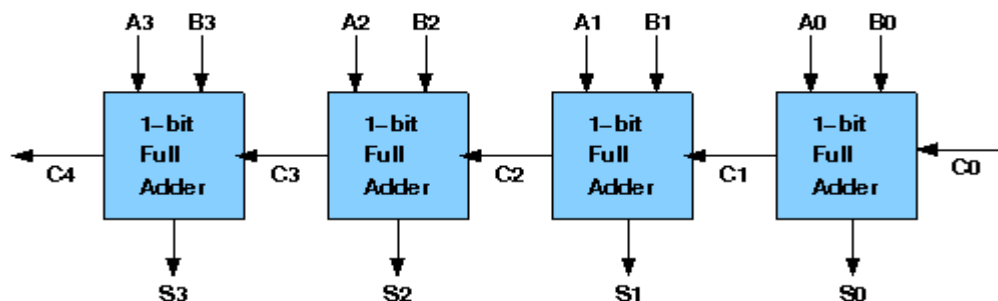 A3 B3 A2 B2 A1 B1 A0 B0
1-bit 1-bit 1-bit 1-bit
Full Full Full Full
C4 C3 C2 C1 C0
Adder Adder Adder Adder
S3 S2 S1 S0